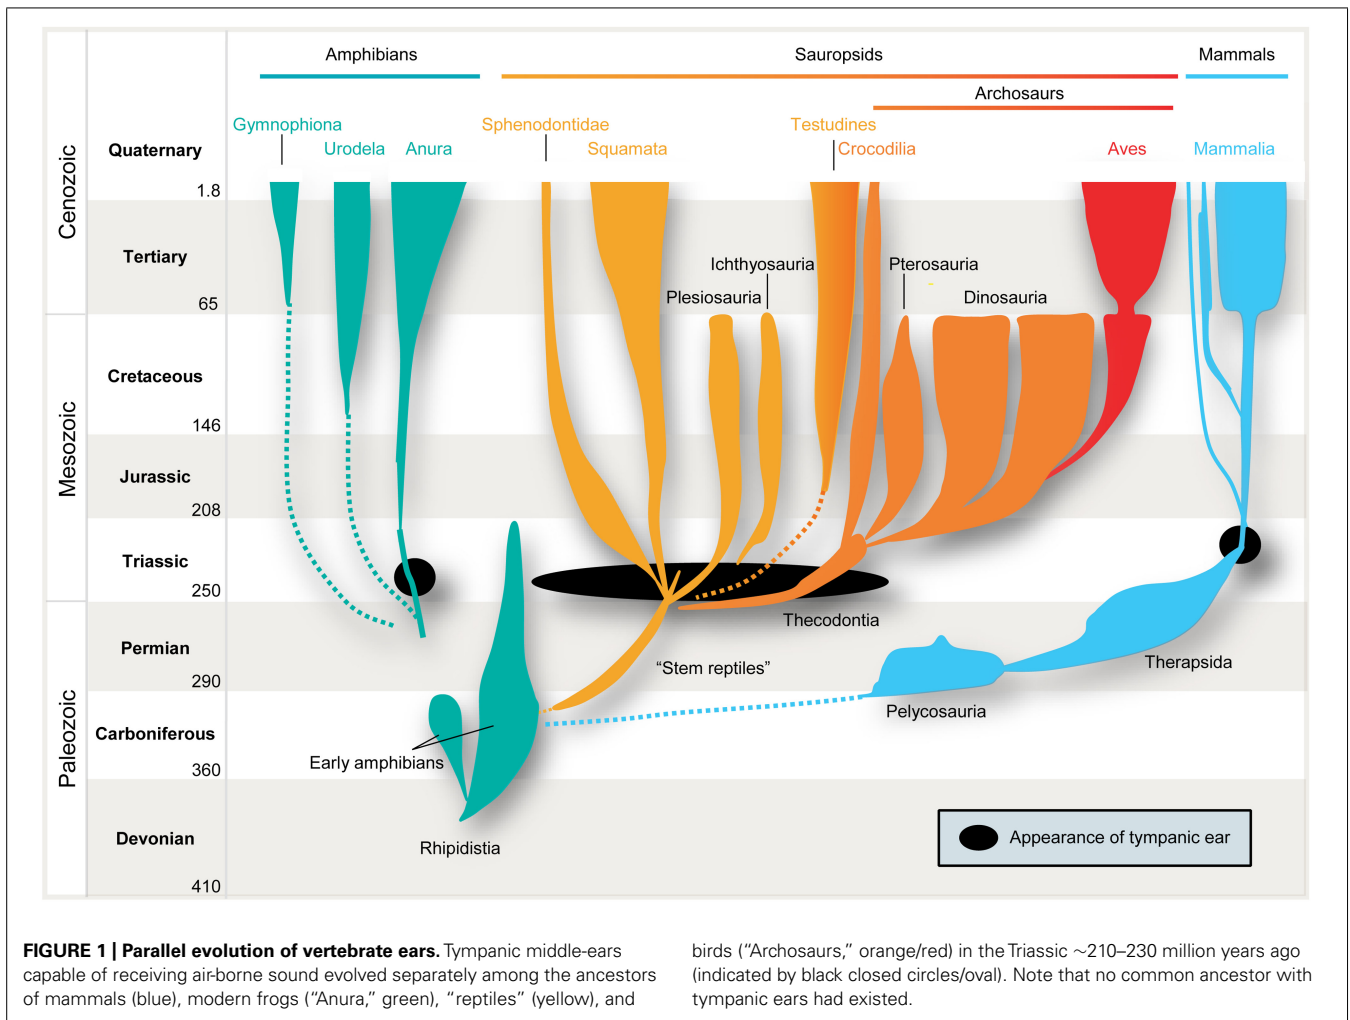 Amphibians
Sauropsids
Mammals
Archosaurs
Gymnophiona
Sphenodontidae
Testudines
Quaternary
Urodela
Anura
Squamata
Crocodilia
Aves
Mammalia
Cenozoic
1.8
Tertiary
Ichthyosauria
Pterosauria
Plesiosauria
Dinosauria
65
Cretaceous
Mesozoic
146
Jurassic
208
Triassic
250
Thecodontia
Permian
"Stem reptiles"
Therapsida
290
Pelycosauria
Paleozoic
Carboniferous
Early amphibians
360
Devonian
Appearance of tympanic ear
Rhipidistia
410
FIGURE 1 | Parallel evolution of vertebrate ears. Tympanic middle-ears
capable of receiving air-borne sound evolved separately among the ancestors
of mammals (blue), modern frogs ("Anura," green), "reptiles" (yellow), and
birds ("Archosaurs," orange/red) in the Triassic ~210–230 million years ago
(indicated by black closed circles/oval). Note that no common ancestor with
tympanic ears had existed.